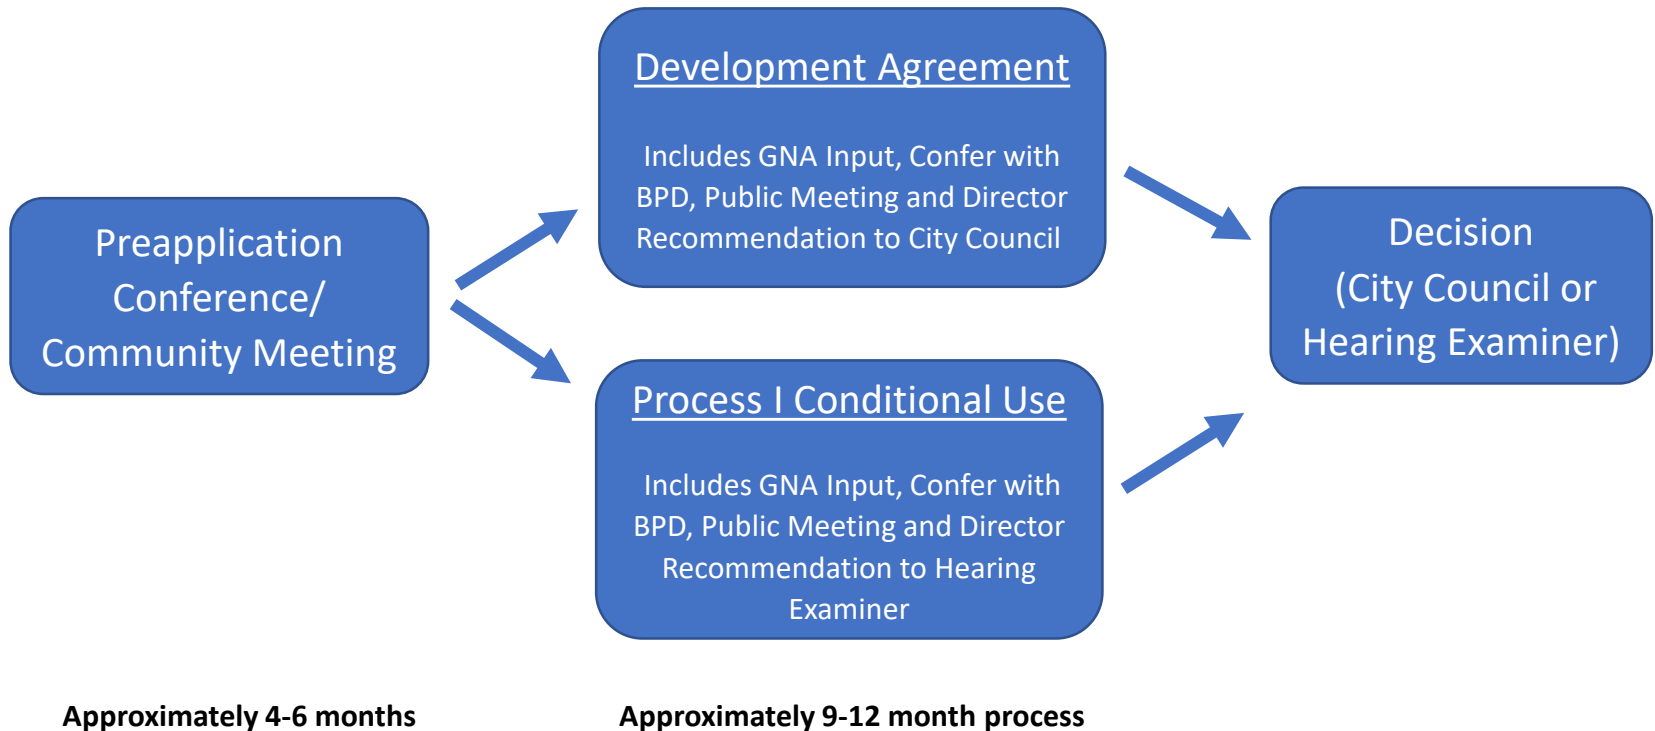 Preapplication
Conference/
Community Meeting
Development Agreement
Includes GNA Input, Confer with
BPD, Public Meeting and Director
Recommendation to City Council
Process I Conditional Use
Includes GNA Input, Confer with
BPD, Public Meeting and Director
Recommendation to Hearing
Examiner
Decision
(City Council or
Hearing Examiner)
Approximately 4-6 months
Approximately 9-12 month process